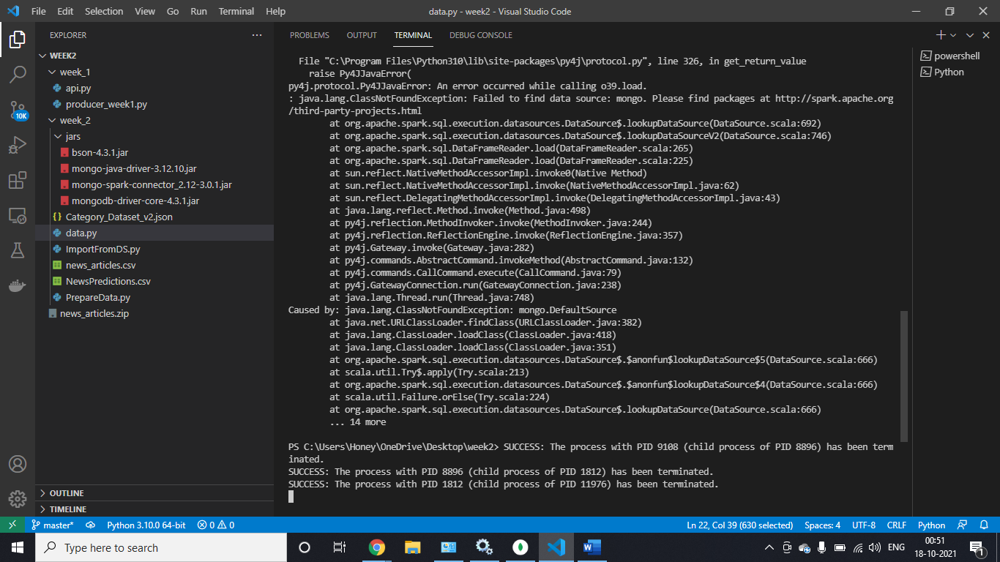 File Edit Selection View Go Run Terminal Help
data.py - week2 - Visual Studio Code
EXPLORER
WEEK2
week_1
api.py
producer_week1.py
week_2
jars
bson-4.3.1.jar
mongo-java-driver-3.12.10.jar
mongo-spark-connector_2.12-3.0.1.jar
mongodb-driver-core-4.3.1.jar
Category_Dataset_v2.json
data.py
ImportFromDS.py
news_articles.csv
NewsPredictions.csv
PrepareData.py
news_articles.zip
OUTLINE
TIMELINE
10K
PROBLEMS OUTPUT TERMINAL DEBUG CONSOLE
File "C:\Program Files\Python310\lib\site-packages\py4j\protocol.py", line 326, in get_return_value
raise Py4JJavaError(
py4j.protocol.Py4JJavaError: An error occurred while calling o39.load.
: java.lang.ClassNotFoundException: Failed to find data source: mongo. Please find packages at http://spark.apache.org
/third-party-projects.html
at org.apache.spark.sql.execution.datasources.DataSource$.lookupDataSource(DataSource.scala:692)
at org.apache.spark.sql.execution.datasources.DataSource$.lookupDataSourceV2(DataSource.scala:746)
at org.apache.spark.sql.DataFrameReader.load(DataFrameReader.scala:265)
at org.apache.spark.sql.DataFrameReader.load(DataFrameReader.scala:225)
at sun.reflect.NativeMethodAccessorImpl.invoke0(Native Method)
at sun.reflect.NativeMethodAccessorImpl.invoke(NativeMethodAccessorImpl.java:62)
at sun.reflect.DelegatingMethodAccessorImpl.invoke(DelegatingMethodAccessorImpl.java:43)
at java.lang.reflect.Method.invoke(Method.java:498)
at py4j.reflection.MethodInvoker.invoke(MethodInvoker.java:244)
at py4j.reflection.ReflectionEngine.invoke(ReflectionEngine.java:357)
at py4j.Gateway.invoke(Gateway.java:282)
at py4j.commands.AbstractCommand.invokeMethod(AbstractCommand.java:132)
at py4j.commands.CallCommand.execute(CallCommand.java:79)
at py4j.GatewayConnection.run(GatewayConnection.java:238)
at java.lang.Thread.run(Thread.java:748)
Caused by: java.lang.ClassNotFoundException: mongo.DefaultSource
at java.net.URLClassLoader.findClass(URLClassLoader.java:382)
at java.lang.ClassLoader.loadClass(ClassLoader.java:418)
at java.lang.ClassLoader.loadClass(ClassLoader.java:351)
at org.apache.spark.sql.execution.datasources.DataSource$.$anonfun$lookupDataSource$5(DataSource.scala:666)
at scala.util.Try$.apply(Try.scala:213)
at org.apache.spark.sql.execution.datasources.DataSource$.$anonfun$lookupDataSource$4(DataSource.scala:666)
at scala.util.Failure.orElse(Try.scala:224)
at org.apache.spark.sql.execution.datasources.DataSource$.lookupDataSource(DataSource.scala:666)
... 14 more
PS C:\Users\Honey\OneDrive\Desktop\week2> SUCCESS: The process with PID 9108 (child process of PID 8896) has been term
inated.
SUCCESS: The process with PID 8896 (child process of PID 1812) has been terminated.
SUCCESS: The process with PID 1812 (child process of PID 11976) has been terminated.
powershell
Python
master* Python 3.10.0 64-bit 0 0 Ln 22, Col 39 (630 selected) Spaces: 4 UTF-8 CRLF Python
Type here to search
ENG
00:51
18-10-2021
1